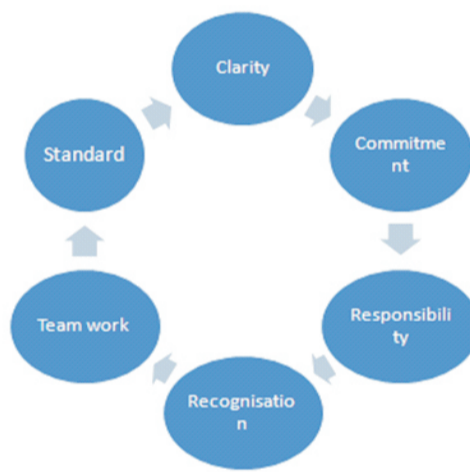 Clarity
Commitme
nt
Responsibili
ty
Recognisatio
n
Team work
Standard